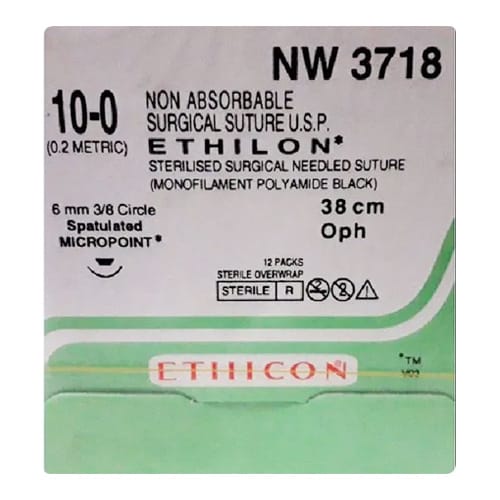 NW 3718
10-0
(0.2 METRIC)
NON ABSORBABLE
SURGICAL SUTURE U.S.P.
ETHILON*
STERILISED SURGICAL NEEDLED SUTURE
(MONOFILAMENT POLYAMIDE BLACK)
6 mm 3/8 Circle
Spatulated
MICROPOINT*
38 cm
Oph
12 PACKS
STERILE OVERWRAP
STERILE R
ETHICON®
*TM